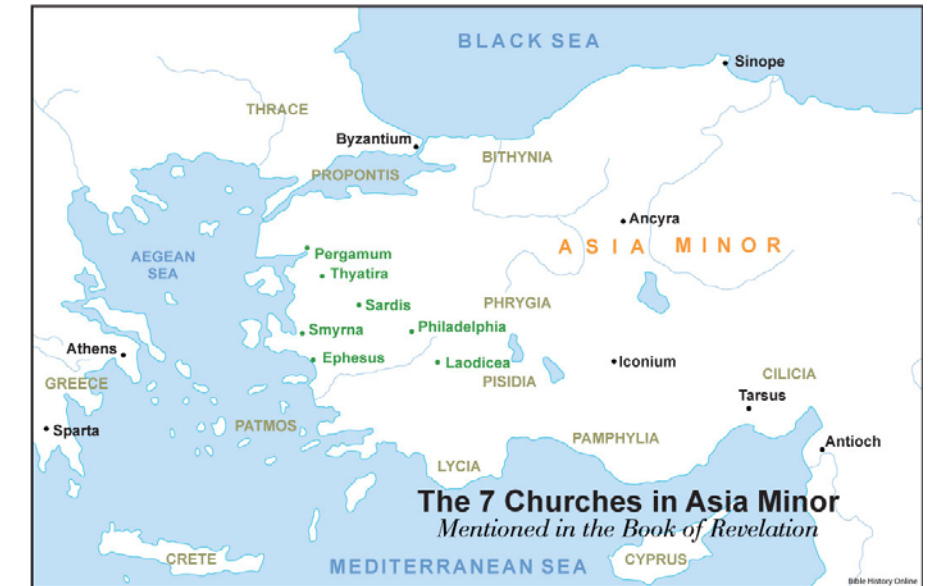 BLACK SEA
Sinope
THRACE
Byzantium
BITHYNIA
PROPONTIS
Ancyra
ASIA MINOR
AEGEAN
SEA
Pergamum
Thyatira
Sardis
PHRYGIA
Smyrna
Philadelphia
Athens
Ephesus
Laodicea
Iconium
GREECE
PISIDIA
CILICIA
Tarsus
Sparta
PATMOS
PAMPHYLIA
Antioch
LYCIA
The 7 Churches in Asia Minor
Mentioned in the Book of Revelation
CRETE
MEDITERRANEAN SEA
CYPRUS
Bible History Online